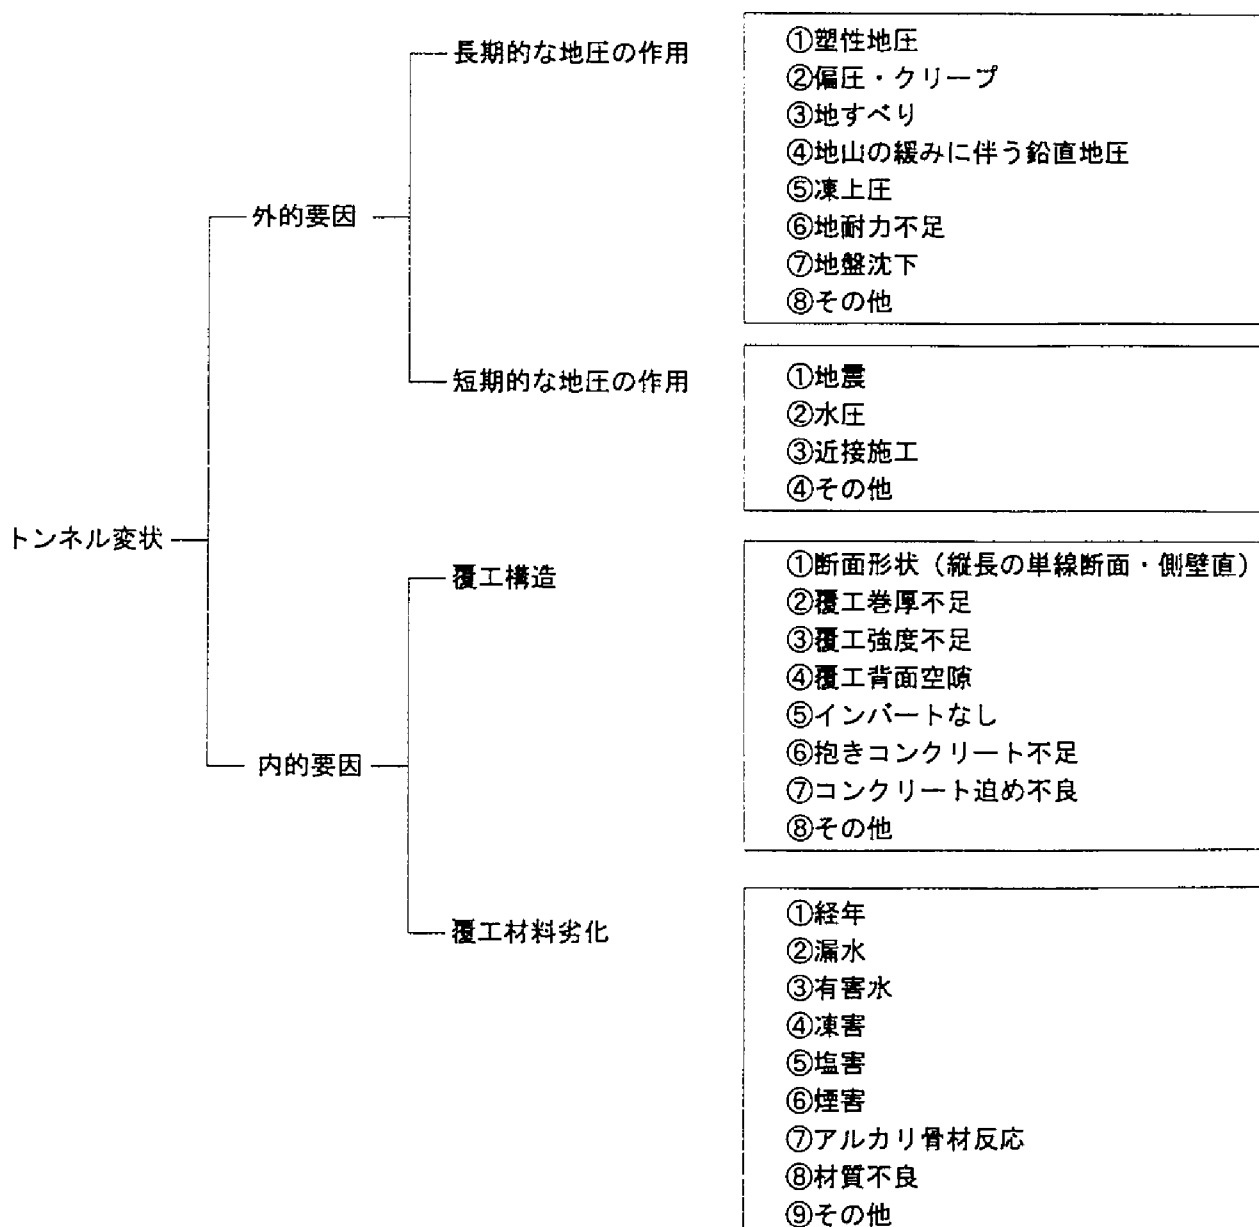 トンネル変状
外的要因
長期的な地圧の作用
①塑性地圧
②偏圧・クリープ
③地すべり
④地山の緩みに伴う鉛直地圧
⑤凍上圧
⑥地耐力不足
⑦地盤沈下
⑧その他
短期的な地圧の作用
①地震
②水圧
③近接施工
④その他
内的要因
覆工構造
①断面形状（縦長の単線断面・側壁直）
②覆工巻厚不足
③覆工強度不足
④覆工背面空隙
⑤インバートなし
⑥抱きコンクリート不足
⑦コンクリート迫め不良
⑧その他
覆工材料劣化
①経年
②漏水
③有害水
④凍害
⑤塩害
⑥煙害
⑦アルカリ骨材反応
⑧材質不良
⑨その他